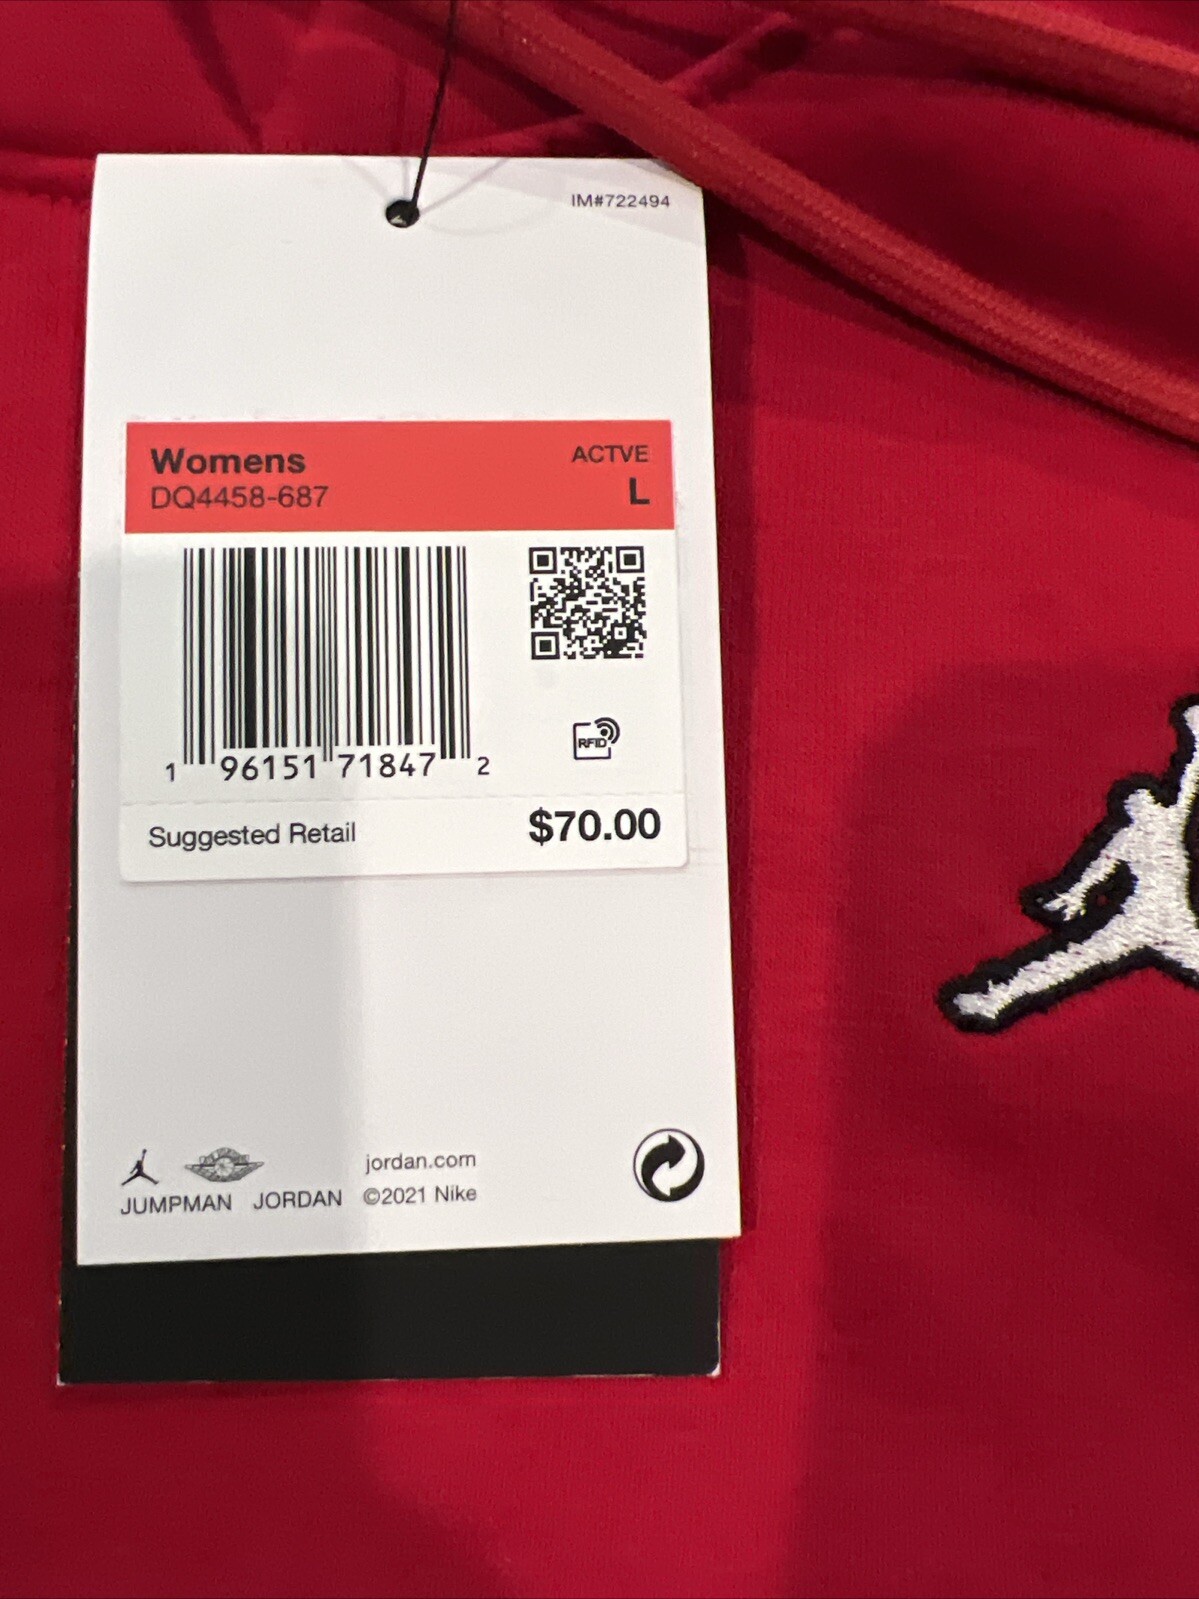 IM#722494
Womens
ACTVE
DQ4458-687
L
RFID
1 96151 71847 2
Suggested Retail
$70.00
jordan.com
JUMPMAN JORDAN ©2021 Nike